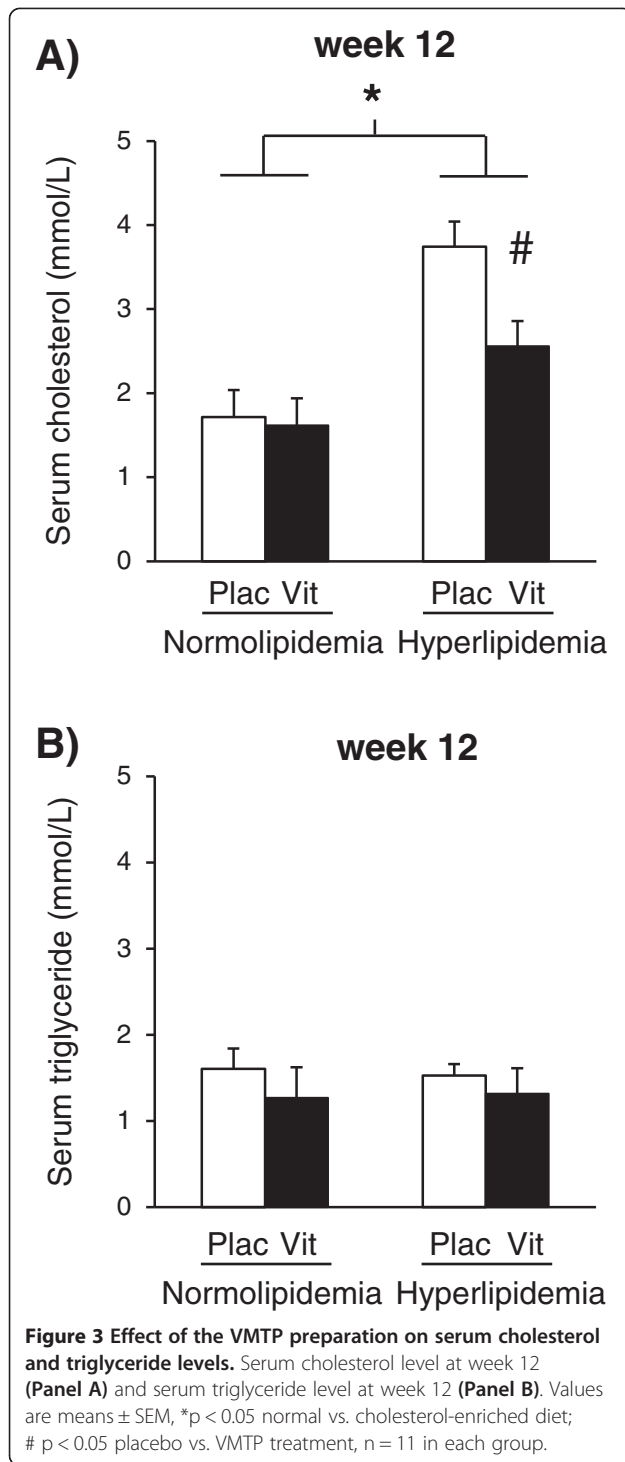 A)
week 12
*
#
Serum cholesterol (mmol/L)
5
4
3
2
1
0
Plac Vit
Plac Vit
Normolipidemia
Hyperlipidemia
B)
week 12
Serum triglyceride (mmol/L)
5
4
3
2
1
0
Plac Vit
Plac Vit
Normolipidemia
Hyperlipidemia
Figure 3 Effect of the VMTP preparation on serum cholesterol
and triglyceride levels. Serum cholesterol level at week 12
(Panel A) and serum triglyceride level at week 12 (Panel B). Values
are means ± SEM, *p < 0.05 normal vs. cholesterol-enriched diet;
# p < 0.05 placebo vs. VMTP treatment, n = 11 in each group.